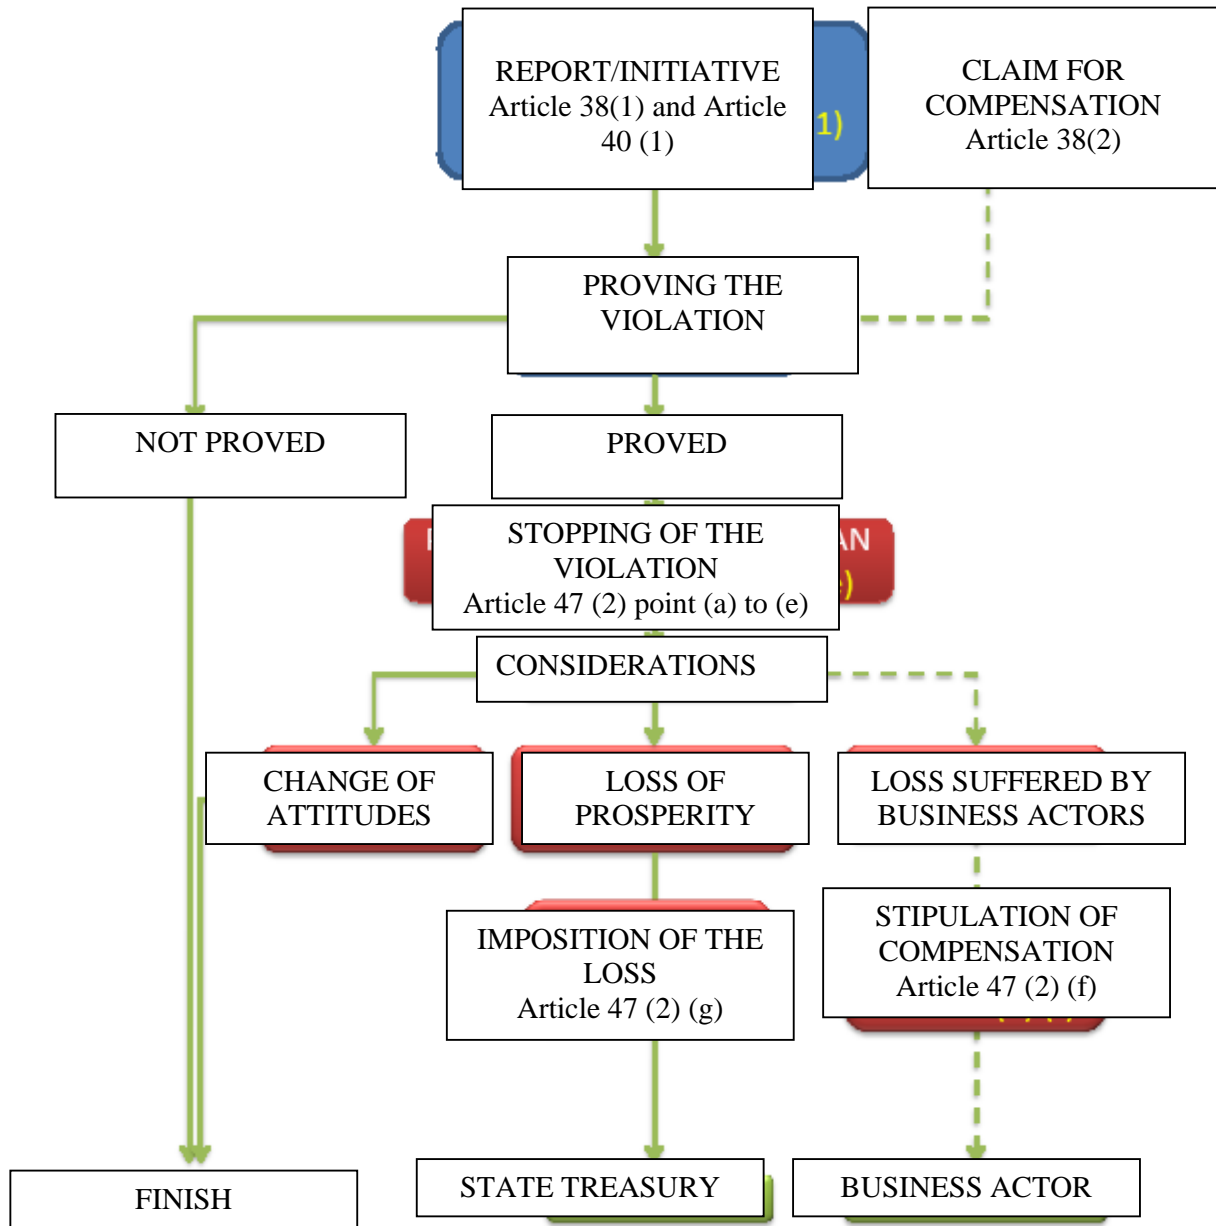 REPORT/INITIATIVE
Article 38(1) and Article
40 (1)
1)
CLAIM FOR
COMPENSATION
Article 38(2)
PROVING THE
VIOLATION
NOT PROVED
PROVED
STOPPING OF THE
VIOLATION
Article 47 (2) point (a) to (e)
AN
CONSIDERATIONS
CHANGE OF
ATTITUDES
LOSS OF
PROSPERITY
LOSS SUFFERED BY
BUSINESS ACTORS
IMPOSITION OF THE
LOSS
Article 47 (2) (g)
STIPULATION OF
COMPENSATION
Article 47 (2) (f)
FINISH
STATE TREASURY
BUSINESS ACTOR